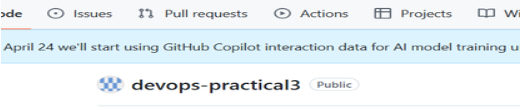 ode Issues Pull requests Actions Projects Wi
April 24 we'll start using GitHub Copilot interaction data for AI model training u
devops-practical3 Public